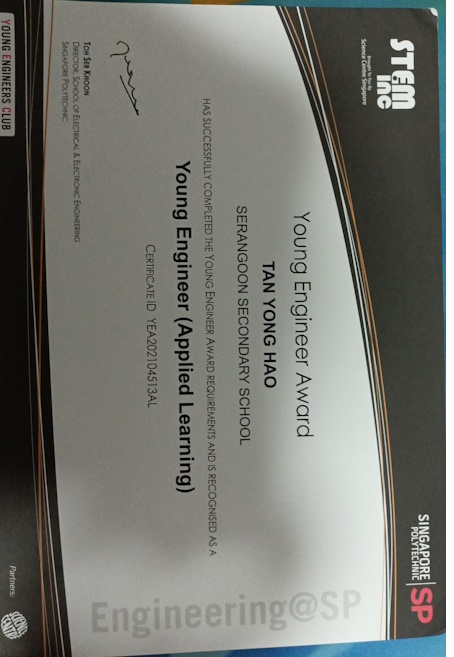 STEM
inc
Brought to You By
Science Centre Singapore
SINGAPORE
POLYTECHNIC
SP
Young Engineer Award
TAN YONG HAO
SERANGOON SECONDARY SCHOOL
HAS SUCCESSFULLY COMPLETED THE YOUNG ENGINEER AWARD REQUIREMENTS AND IS RECOGNISED AS A
Young Engineer (Applied Learning)
CERTIFICATE ID YEA202104513AL
TOH SER KHOON
DIRECTOR, SCHOOL OF ELECTRICAL & ELECTRONIC ENGINEERING
SINGAPORE POLYTECHNIC
Engineering@SP
YOUNG ENGINEERS CLUB
Partners: